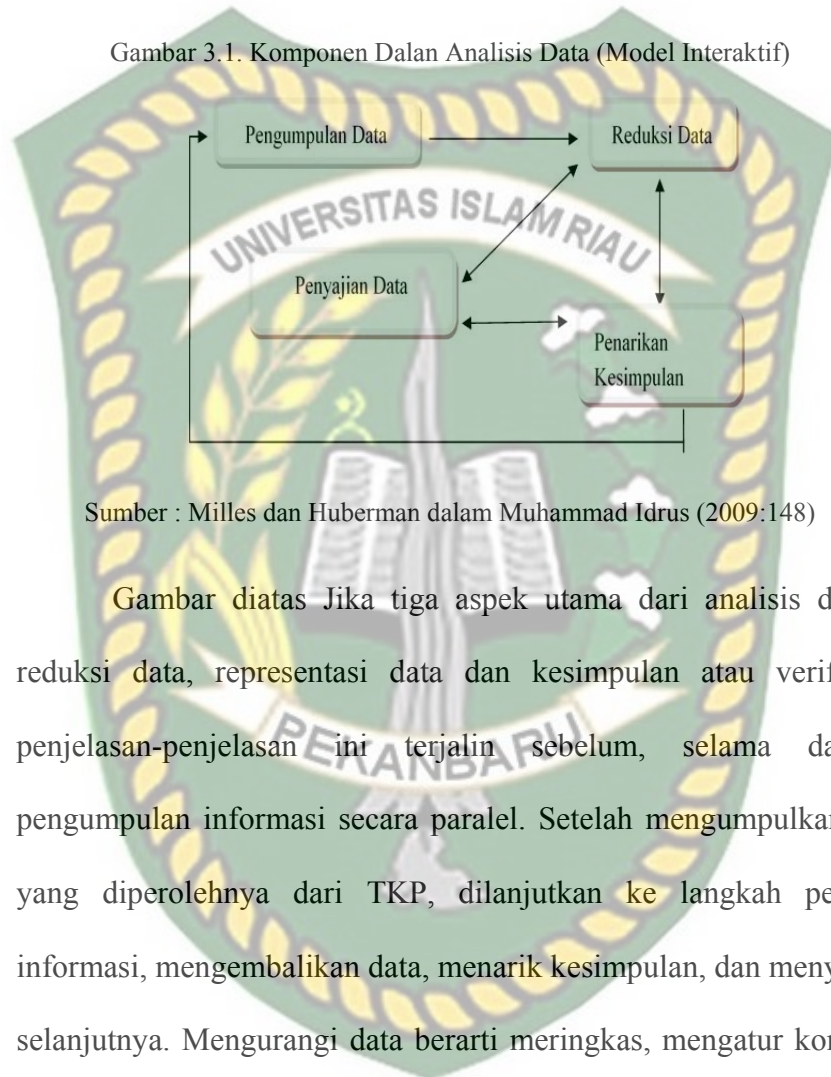 Gambar 3.1. Komponen Dalan Analisis Data (Model Interaktif)
Pengumpulan Data
Reduksi Data
UNIVERSITAS ISLAM RIAU
Penyajian Data
Penarikan
Kesimpulan
Sumber : Milles dan Huberman dalam Muhammad Idrus (2009:148)
Gambar diatas Jika tiga aspek utama dari analisis d
reduksi data, representasi data dan kesimpulan atau verif
penjelasan-penjelasan ini terjalin sebelum, selama da
PEKANBARU
pengumpulan informasi secara paralel. Setelah mengumpulkan
yang diperolehnya dari TKP, dilanjutkan ke langkah pe
informasi, mengembalikan data, menarik kesimpulan, dan meny
selanjutnya. Mengurangi data berarti meringkas, mengatur kor